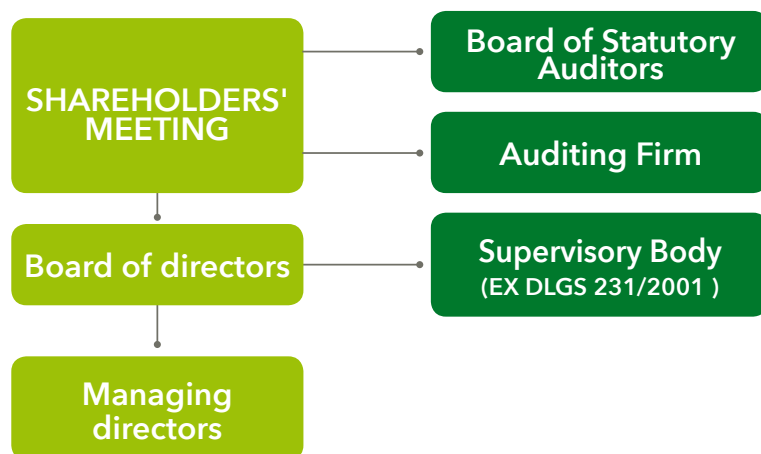 SHAREHOLDERS'
MEETING
Board of Statutory
Auditors
Auditing Firm
Board of directors
Supervisory Body
(EX DLGS 231/2001 )
Managing
directors